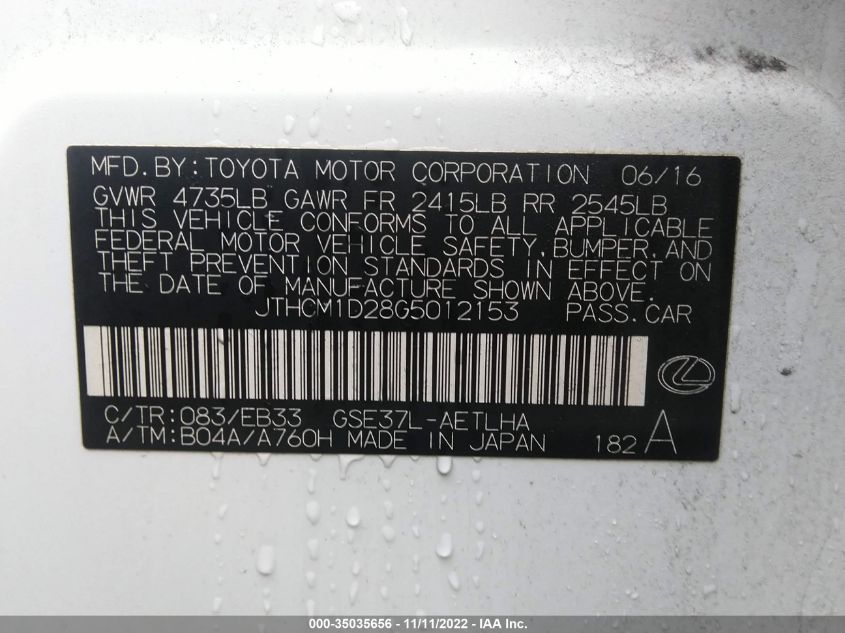 MFD.BY:TOYOTA MOTOR CORPORATION 06/16
GVWR 4735LB GAWR FR 2415LB RR 2545LB
THIS VEHICLE CONFORMS TO ALL APPLICABLE
FEDERAL MOTOR VEHICLE SAFETY, BUMPER, AND
THEFT PREVENTION STANDARDS IN EFFECT ON
THE DATE OF MANUFACTURE SHOWN ABOVE.
JTHCM1D28G5012153 PASS.CAR
C/TR:083/EB33 GSE37L-AETLHA
A/TM:B04A/A760H MADE IN JAPAN 182 A
000-35035656 - 11/11/2022 - IAA Inc.